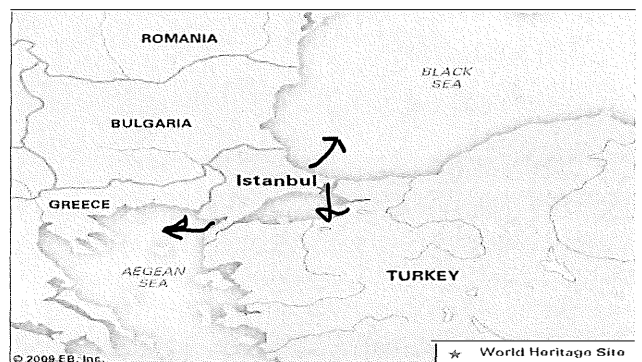 ROMANIA
BLACK
SEA
BULGARIA
Istanbul
GREECE
AEGEAN
SEA
TURKEY
© 2009 EB, Inc.
★ World Heritage Site